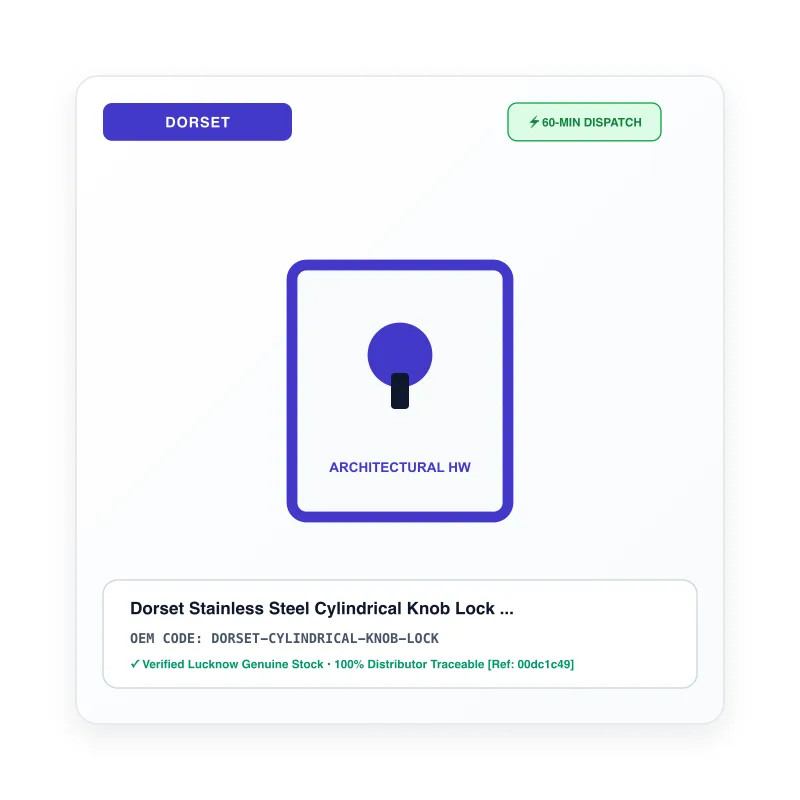 DORSET
⚡ 60-MIN DISPATCH
ARCHITECTURAL HW
Dorset Stainless Steel Cylindrical Knob Lock ...
OEM CODE: DORSET-CYLINDRICAL-KNOB-LOCK
✓ Verified Lucknow Genuine Stock · 100% Distributor Traceable [Ref: 00dc1c49]